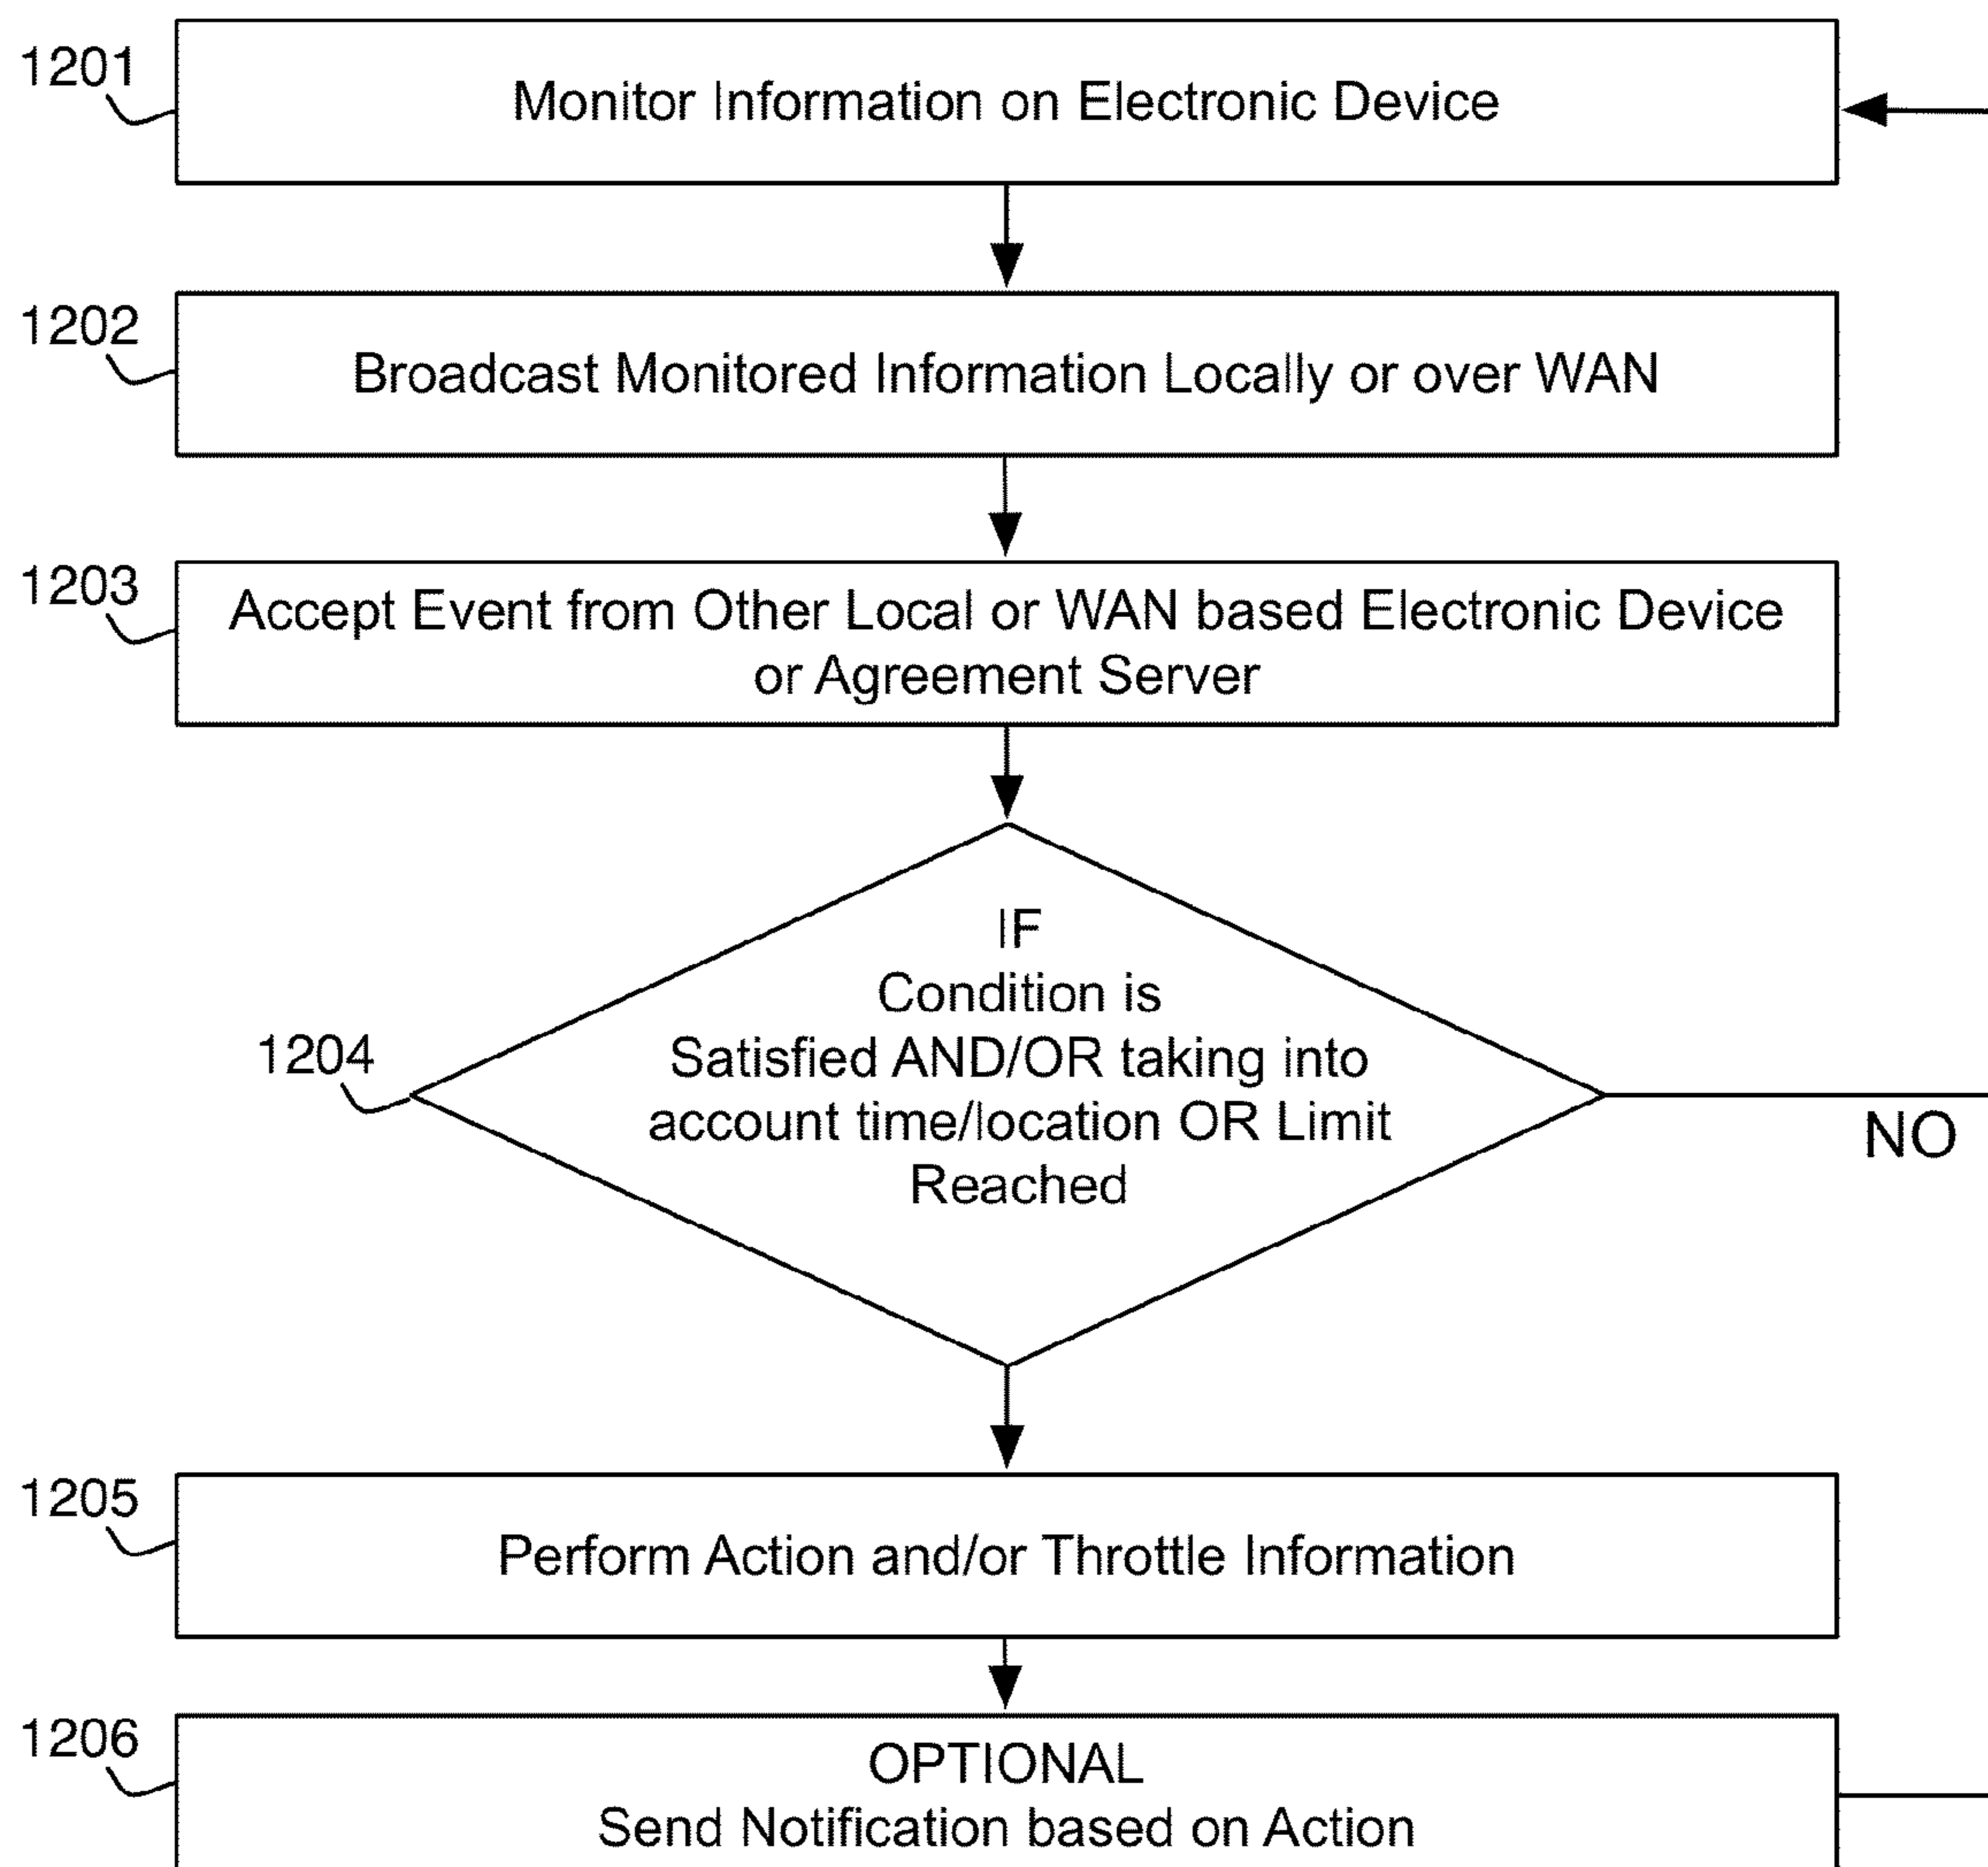 1201
Monitor Information on Electronic Device
1202
Broadcast Monitored Information Locally or over WAN
1203
Accept Event from Other Local or WAN based Electronic Device
or Agreement Server
1204
IF
Condition is
Satisfied AND/OR taking into
account time/location OR Limit
Reached
NO
1205
Perform Action and/or Throttle Information
1206
OPTIONAL
Send Notification based on Action